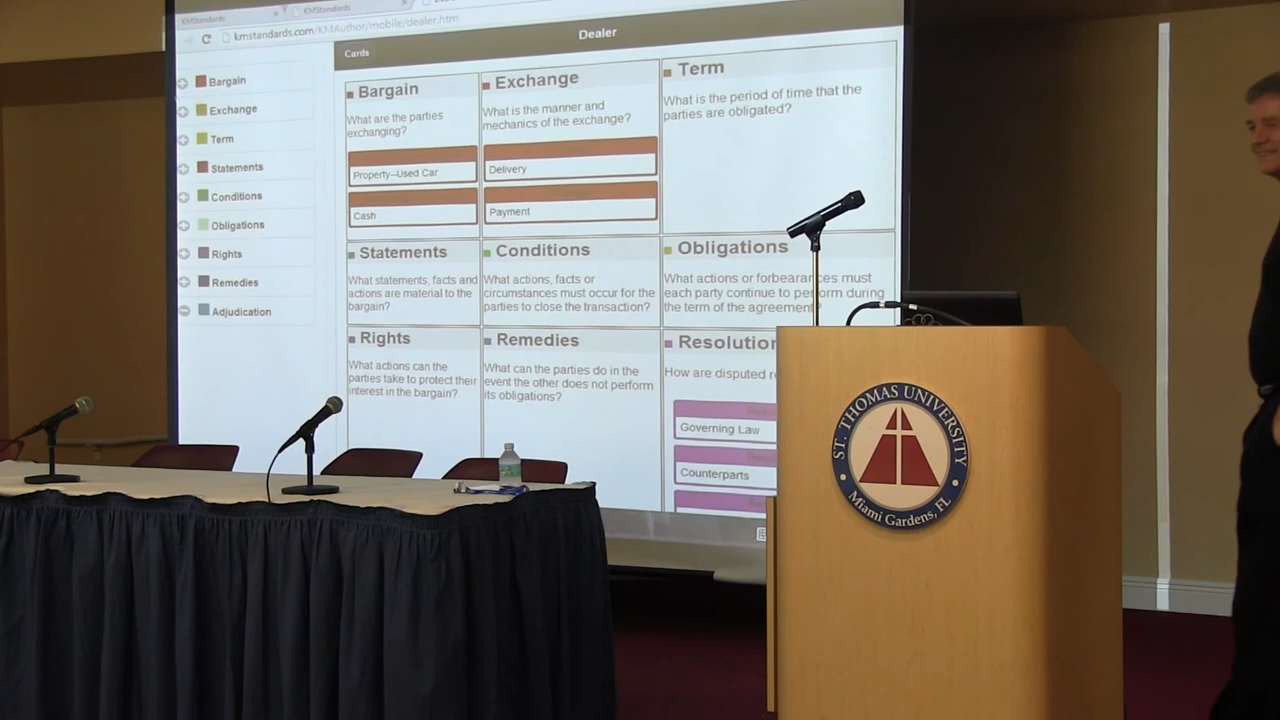 KMStandards
KMStandards
kmstandards.com/KMAuthor/mobile/dealer.htm
Dealer
Cards
Bargain
Exchange
Term
Statements
Conditions
Obligations
Rights
Remedies
Adjudication
Bargain
What are the parties
exchanging?
Property–Used Car
Cash
Exchange
What is the manner and
mechanics of the exchange?
Delivery
Payment
Term
What is the period of time that the
parties are obligated?
Statements
What statements, facts and
actions are material to the
bargain?
Conditions
What actions, facts or
circumstances must occur for the
parties to close the transaction?
Obligations
What actions or forbearances must
each party continue to perform during
the term of the agreement?
Rights
What actions can the
parties take to protect their
interest in the bargain?
Remedies
What can the parties do in the
event the other does not perform
its obligations?
Resolution
How are disputed
Governing Law
Counterparts
ST. THOMAS UNIVERSITY
Miami Gardens, FL